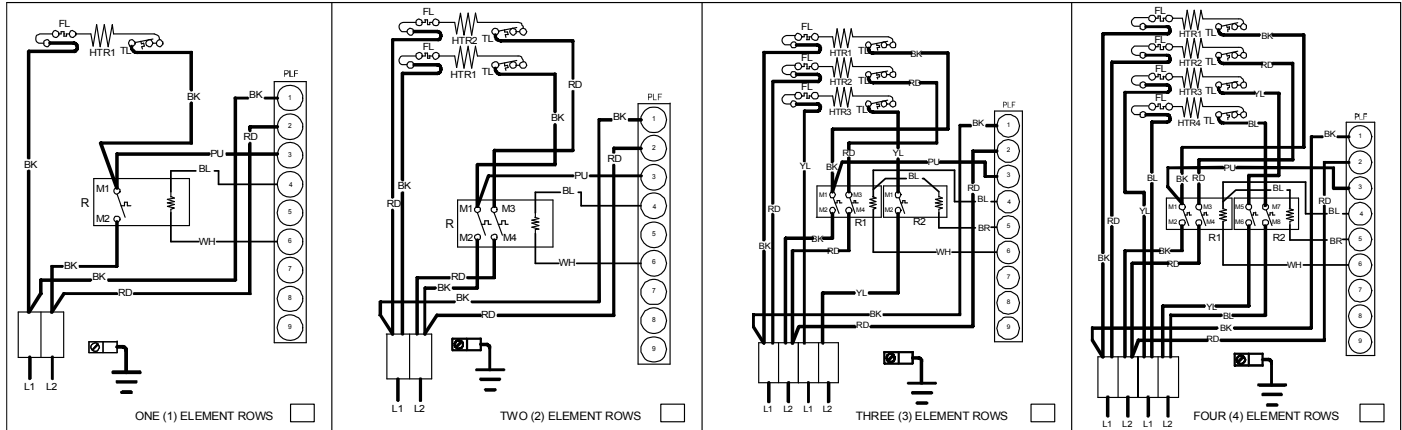 FL
HTR1
TL
PLF
BK
1
BK
2
RD
BK
PU
3
BL
4
M1
R
M2
5
WH
6
BK
BK
7
RD
8
9
L1 L2
ONE (1) ELEMENT ROWS
FL
HTR2
TL
FL
HTR1
TL
RD
BK
PLF
BK
1
RD
2
BK
RD
PU
3
BL
4
M1 M3
R
M2 M4
5
WH
6
RD
BK
7
BK
RD
8
9
L1 L2
TWO (2) ELEMENT ROWS
FL
HTR1
TL
BK
FL
HTR2
TL
RD
FL
HTR3
TL
PLF
BK
1
RD
2
YL
BK
RD
YL
PU
3
BL
RD
M1 M3
M2 M4
R1
M1
M2
R2
BL
4
BR
5
BK
RD
BK
WH
6
RD
7
YL
8
BK
RD
9
L1 L2 L1 L2
THREE (3) ELEMENT ROWS
FL
HTR1
TL
BK
FL
HTR2
TL
RD
FL
HTR3
TL
YL
FL
HTR4
TL
BL
PLF
BK
1
RD
2
BL
BK
RD
PU
3
BL
RD
YL
M1 M3
M2 M4
R1
M5 M7
M6 M8
R2
BL
4
BR
5
BK
BK
RD
WH
6
7
YL
BL
8
BK
RD
9
L1 L2 L1 L2
FOUR (4) ELEMENT ROWS